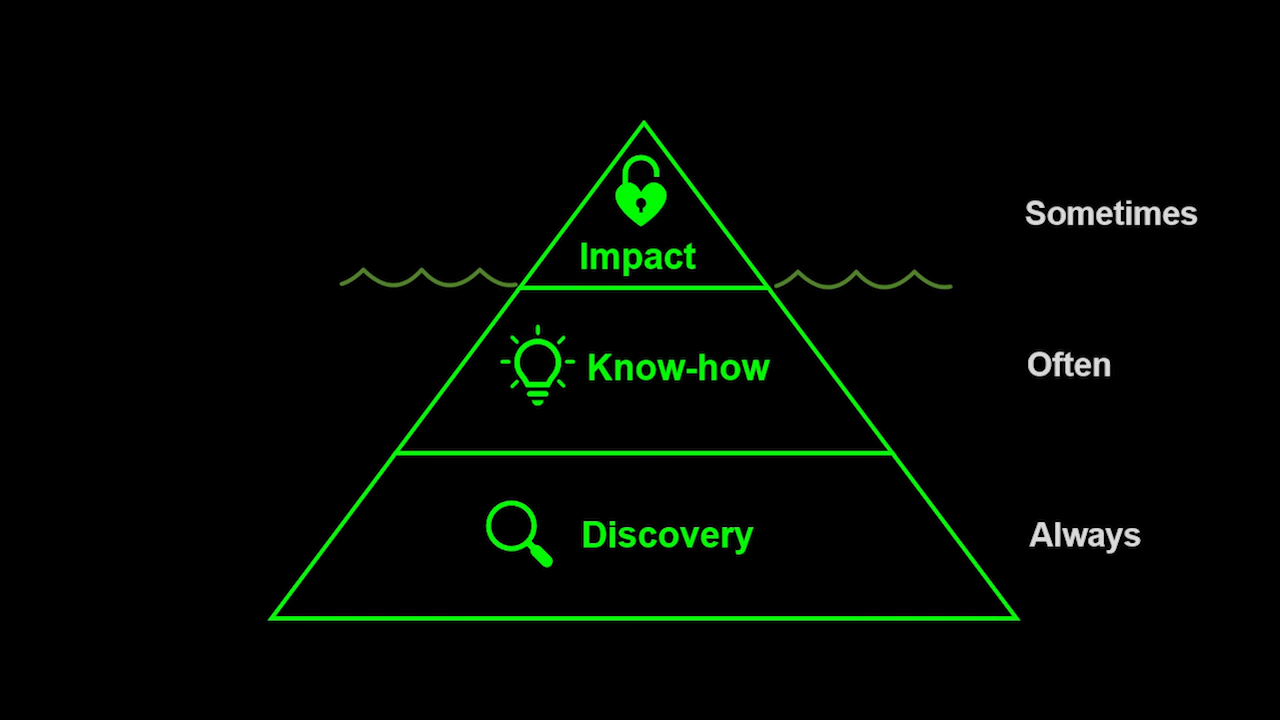 Sometimes
Impact
Know-how
Often
Discovery
Always